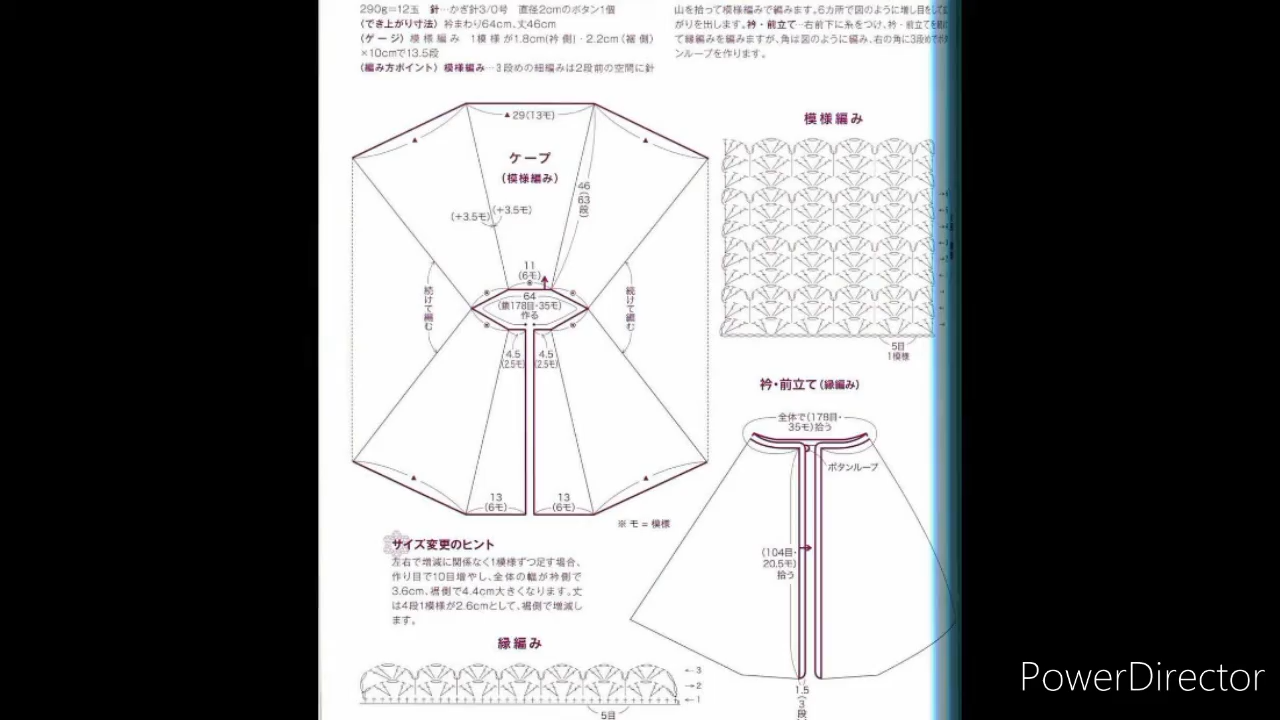 290g=12玉 針…かぎ針3/0号 直径2cmのボタン1個
(でき上がり寸法) 衿まわり64cm、丈46cm
(ゲージ) 模様編み 1模様が1.8cm(衿側)・2.2cm(裾側)
×10cmで13.5段
(編み方ポイント) 模様編み…3段めの細編みは2段前の空間に針
山を拾って模様編みで編みます。6カ所で図のように増し目をして
がりを出します。衿・前立て…右前下に糸をつけ、衿・前立てを
て縁編みを編みますが、角は図のように編み、右の角に3段めで
ンループを作ります。
▲29(13モ)
ケープ
(模様編み)
46
(63
段)
(+3.5モ)
(+3.5モ)
11
(6モ)
64
(鎖178目・35モ)
作る
続けて編む
続けて編む
4.5
(2.5モ)
4.5
(2.5モ)
13
(6モ)
13
(6モ)
※ モ = 模様
模様編み
5目
1模様
衿・前立て(縁編み)
全体で(178目・
35モ)拾う
ボタンループ
(104目・
20.5モ)
拾う
1.5
(3
段)
サイズ変更のヒント
左右で増減に関係なく1模様ずつ足す場合、
作り目で10目増やし、全体の幅が衿側で
3.6cm、裾側で4.4cm大きくなります。丈
は4段1模様が2.6cmとして、裾側で増減し
ます。
縁編み
←3
→2
←1
5目
PowerDirector